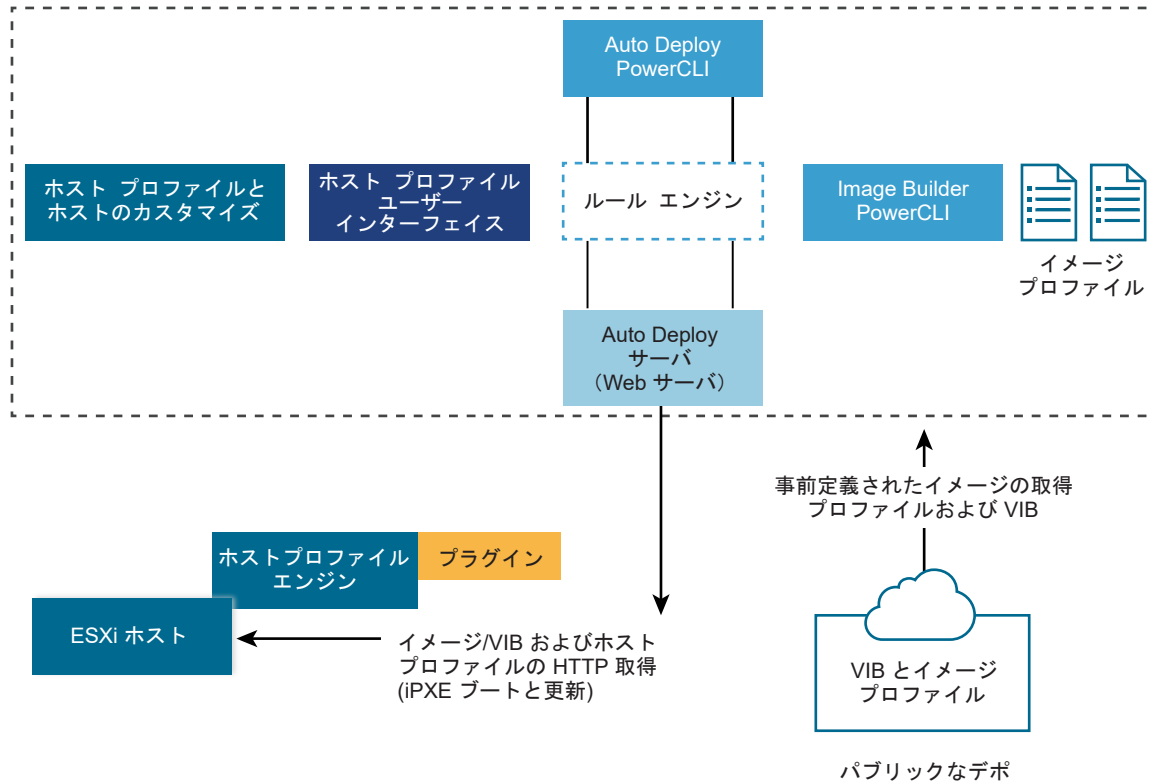 Auto Deploy
PowerCLI
ホスト プロファイルと
ホストのカスタマイズ
ホスト プロファイル
ユーザー
インターフェイス
ルール エンジン
Image Builder
PowerCLI
イメージ
プロファイル
Auto Deploy
サーバ
（Web サーバ）
事前定義されたイメージの取得
プロファイルおよび VIB
ホストプロファイル
エンジン
プラグイン
ESXi ホスト
イメージ/VIB およびホスト
プロファイルの HTTP 取得
(iPXE ブートと更新)
VIB とイメージ
プロファイル
パブリックなデポ